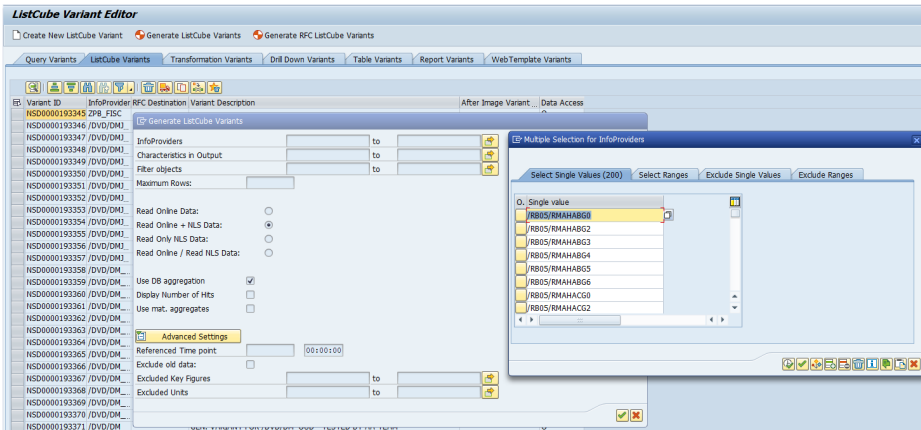 ListCube Variant Editor
Create New ListCube Variant Generate ListCube Variants Generate RFC ListCube Variants
Query Variants ListCube Variants Transformation Variants Drill Down Variants Table Variants Report Variants WebTemplate Variants
Variant ID InfoProvider RFC Destination Variant Description After Image Variant ... Data Access
NSD0000193345 ZPB_FISC
NSD0000193346 /DVD/DMJ_
NSD0000193347 /DVD/DMJ_
NSD0000193348 /DVD/DMJ_
NSD0000193349 /DVD/DMJ_
NSD0000193350 /DVD/DMJ_
NSD0000193351 /DVD/DMJ_
NSD0000193352 /DVD/DMJ_
NSD0000193353 /DVD/DMJ_
NSD0000193354 /DVD/DMJ_
NSD0000193355 /DVD/DMJ_
NSD0000193356 /DVD/DMJ_
NSD0000193357 /DVD/DMJ_
NSD0000193358 /DVD/DM_
NSD0000193359 /DVD/DM_
NSD0000193360 /DVD/DM_
NSD0000193361 /DVD/DM_
NSD0000193362 /DVD/DM_
NSD0000193363 /DVD/DM_
NSD0000193364 /DVD/DM_
NSD0000193365 /DVD/DM_
NSD0000193366 /DVD/DM_
NSD0000193367 /DVD/DM_
NSD0000193368 /DVD/DM_
NSD0000193369 /DVD/DM_
NSD0000193370 /DVD/DM_
NSD0000193371 /DVD/DM
Generate ListCube Variants
InfoProviders to
Characteristics in Output to
Filter objects to
Maximum Rows:
Read Online Data:
Read Online + NLS Data:
Read Only NLS Data:
Read Online / Read NLS Data:
Use DB aggregation
Display Number of Hits
Use mat. aggregates
Advanced Settings
Referenced Time point 00:00:00
Exclude old data:
Excluded Key Figures to
Excluded Units to
Multiple Selection for InfoProviders
Select Single Values (200) Select Ranges Exclude Single Values Exclude Ranges
O. Single value
/RB05/RMAHABG0
/RB05/RMAHABG2
/RB05/RMAHABG3
/RB05/RMAHABG4
/RB05/RMAHABG5
/RB05/RMAHABG6
/RB05/RMAHACG0
/RB05/RMAHACG2